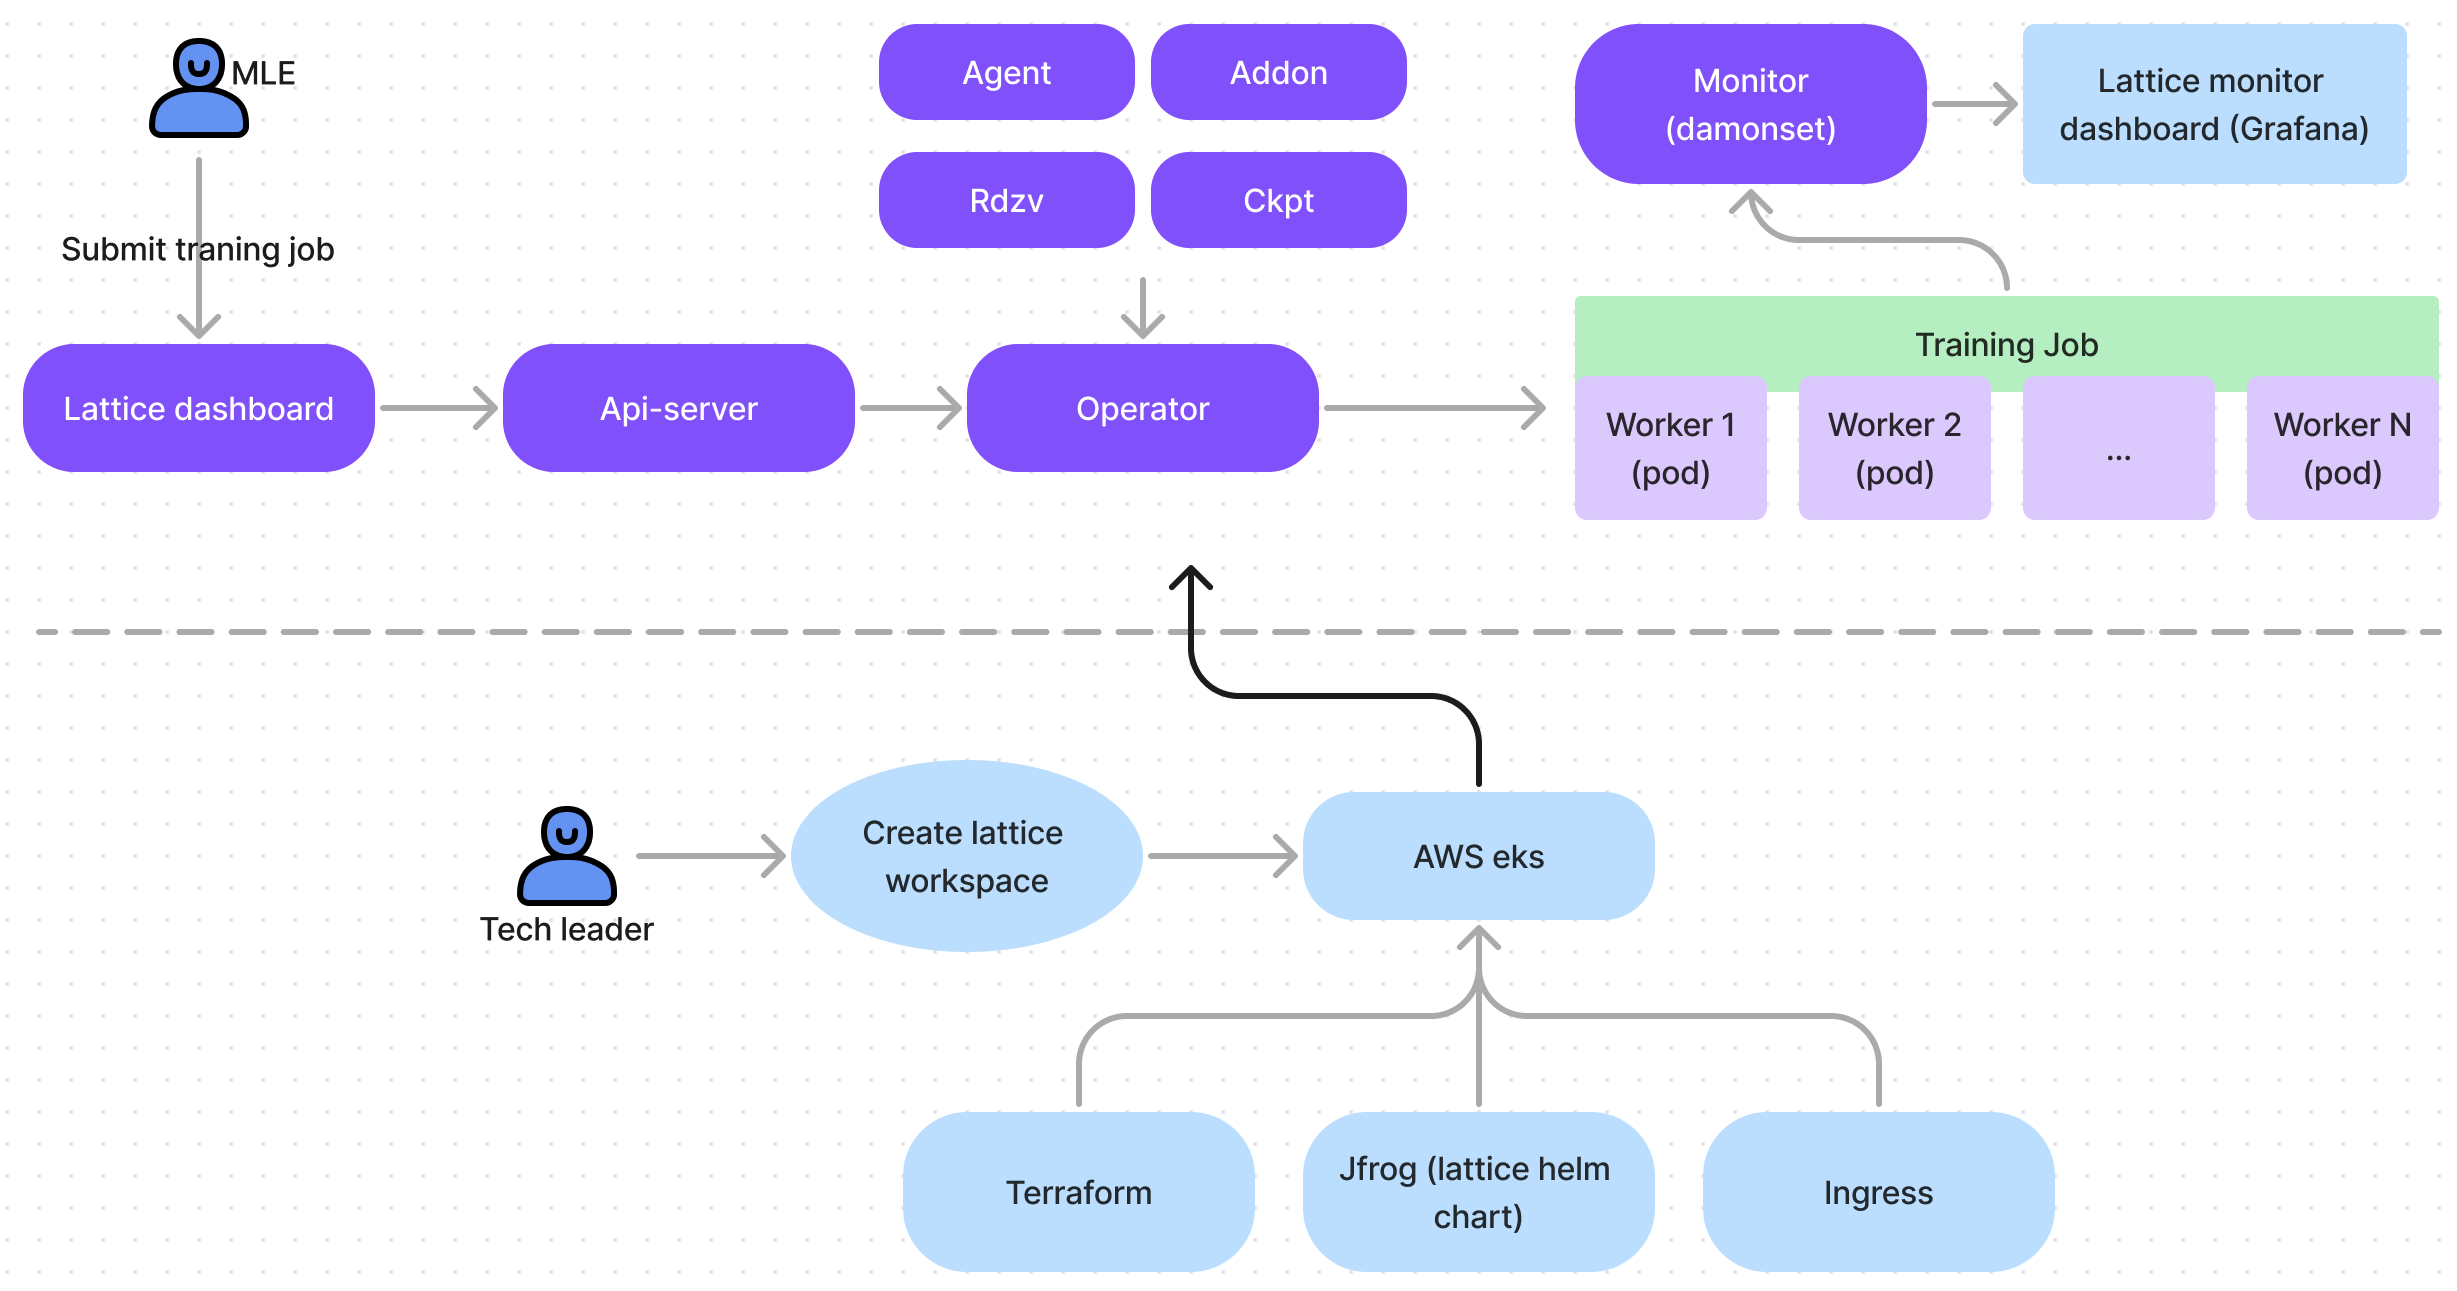 MLE
Submit traning job
Agent
Addon
Rdzv
Ckpt
Monitor
(damonset)
Lattice monitor
dashboard (Grafana)
Lattice dashboard
Api-server
Operator
Training Job
Worker 1
(pod)
Worker 2
(pod)
...
Worker N
(pod)
Tech leader
Create lattice
workspace
AWS eks
Terraform
Jfrog (lattice helm
chart)
Ingress